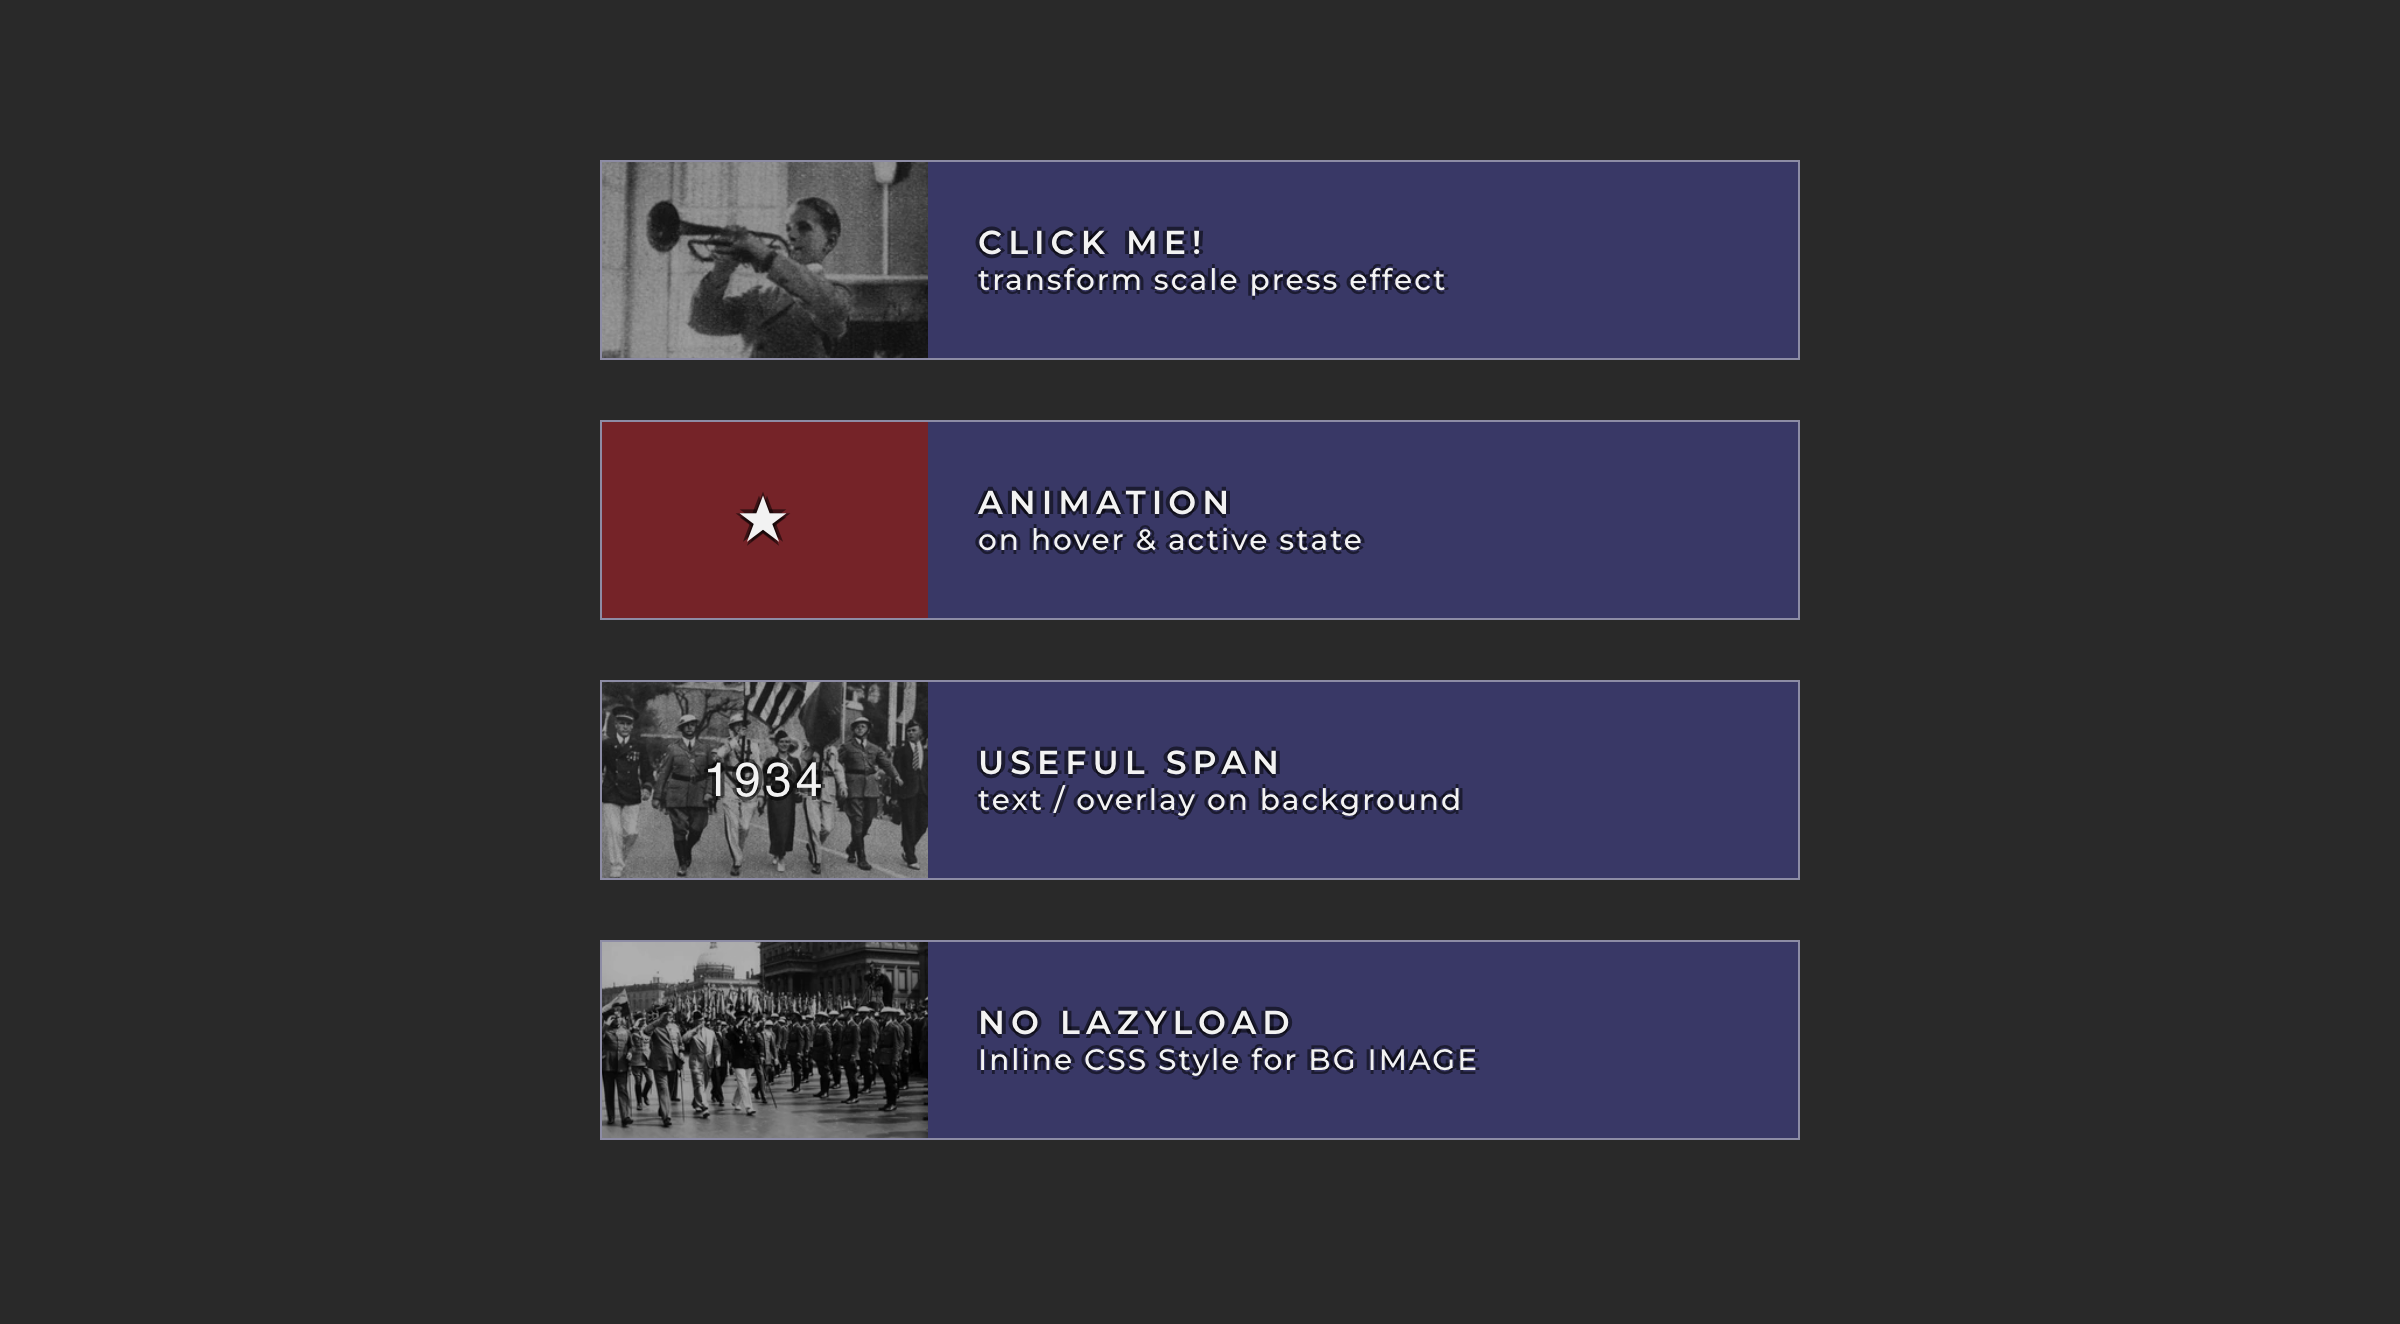 CLICK ME!
transform scale press effect
ANIMATION
on hover & active state
1934
USEFUL SPAN
text / overlay on background
NO LAZYLOAD
Inline CSS Style for BG IMAGE